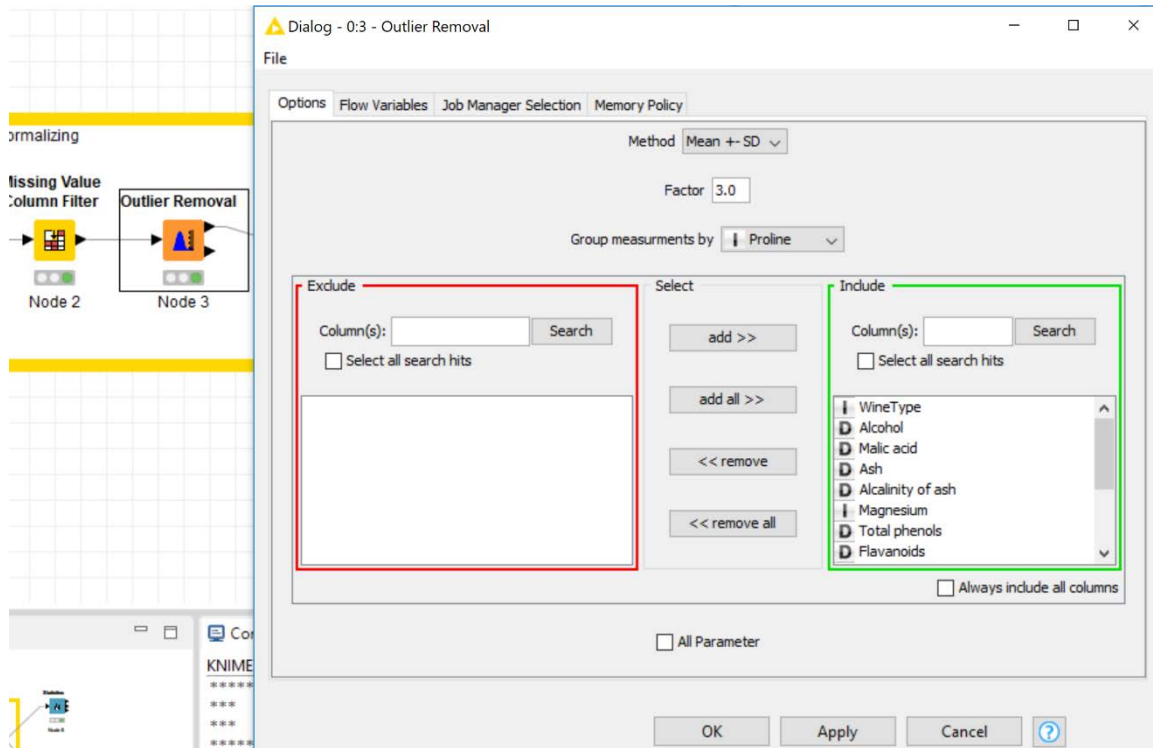 Dialog - 0:3 - Outlier Removal
File
Options Flow Variables Job Manager Selection Memory Policy
Method Mean +- SD
Factor 3.0
Group measurments by I Proline
Exclude
Column(s): Search
Select all search hits
Select
add >>
add all >>
<< remove
<< remove all
Include
Column(s): Search
Select all search hits
I WineType
D Alcohol
D Malic acid
D Ash
D Alcalinity of ash
I Magnesium
D Total phenols
D Flavanoids
Always include all columns
All Parameter
OK Apply Cancel ?
ormalizing
Missing Value
Column Filter
Node 2
Outlier Removal
Node 3
Cor
KNIME
*****
***
***
*****